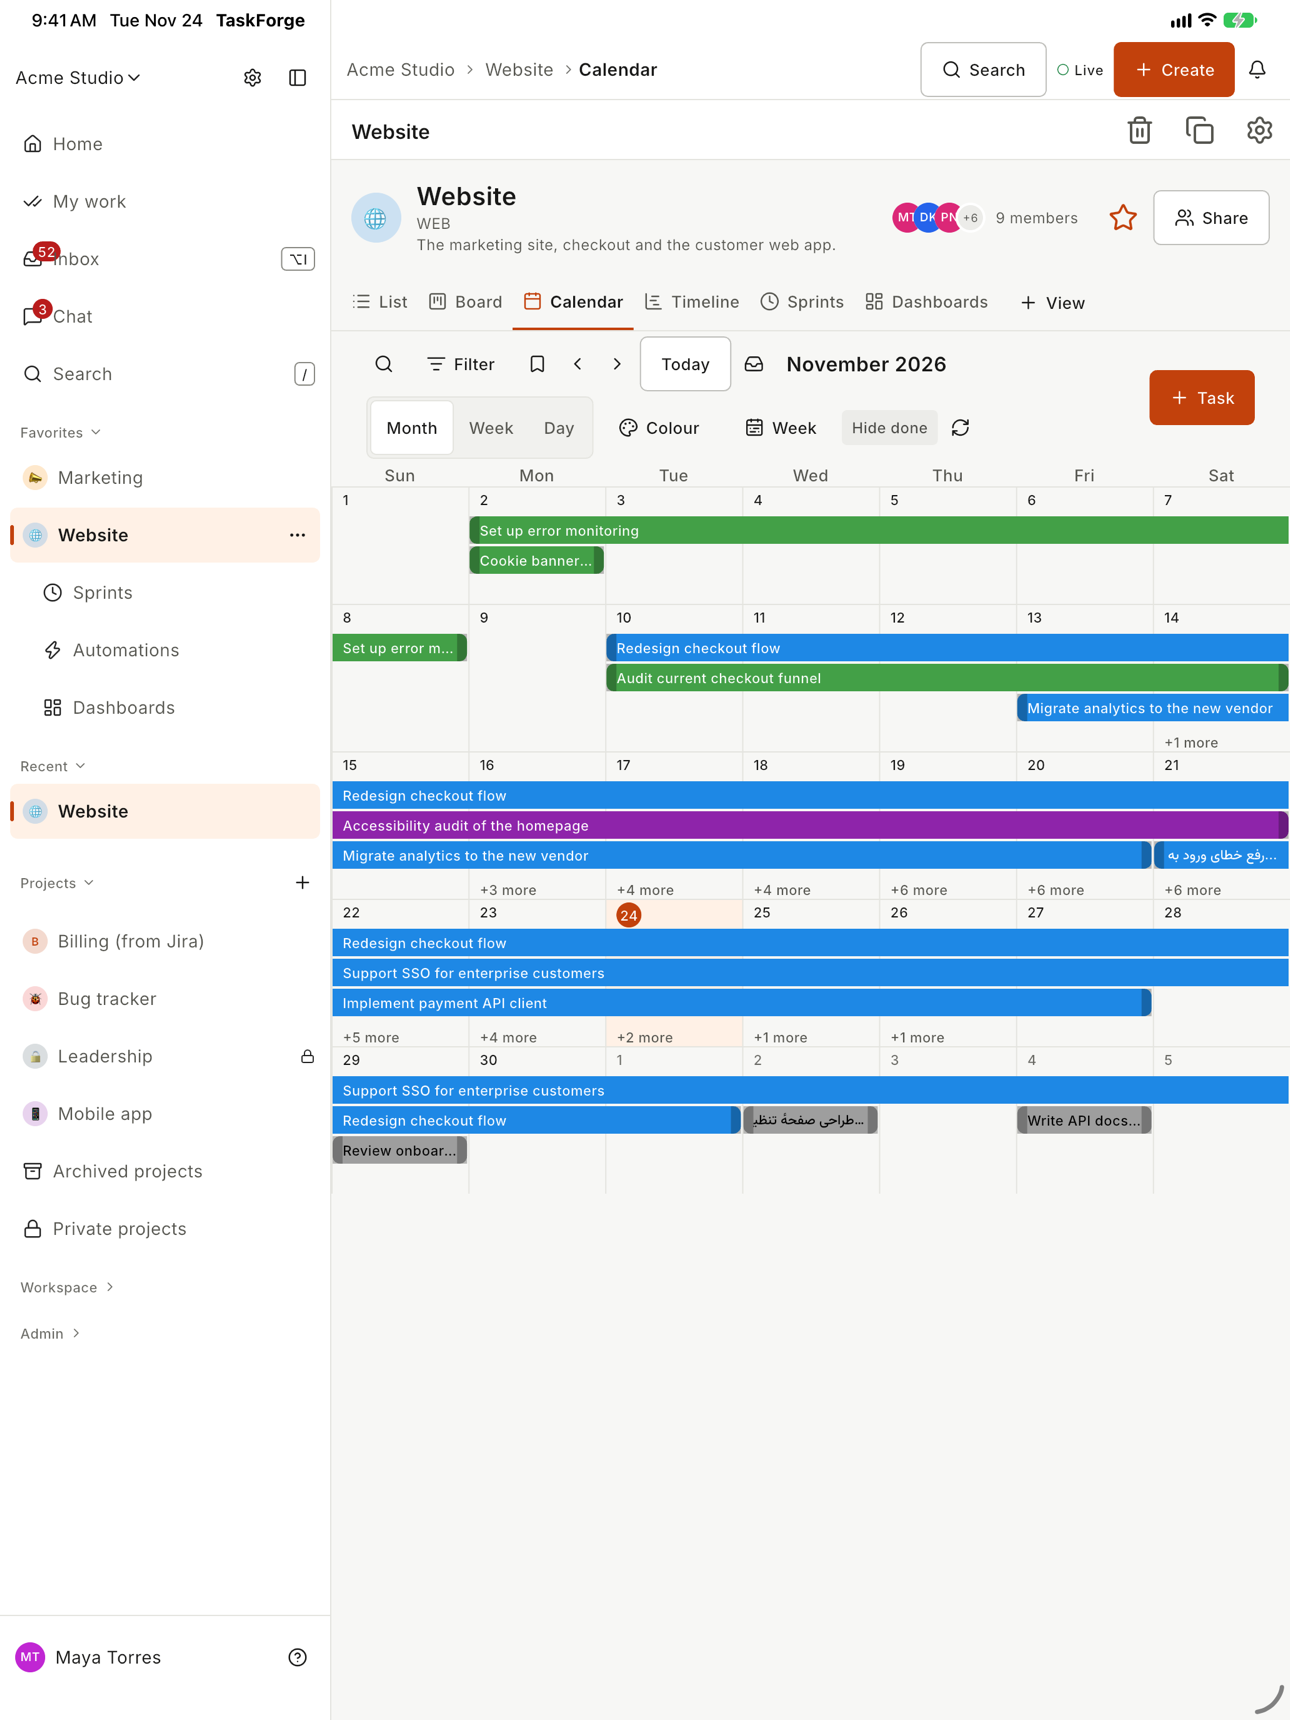 9:41 AM Tue Nov 24 TaskForge
Acme Studio
Home
My work
52
Inbox
⌥I
3
Chat
Search
/
Favorites
Marketing
Website
Sprints
Automations
Dashboards
Recent
Website
Projects
B
Billing (from Jira)
Bug tracker
Leadership
Mobile app
Archived projects
Private projects
Workspace
Admin
MT
Maya Torres
Acme Studio > Website > Calendar
Search
Live
+ Create
Website
Website
WEB
The marketing site, checkout and the customer web app.
MT DK PN +6
9 members
Share
List Board Calendar Timeline Sprints Dashboards + View
Filter Today November 2026
+ Task
Month Week Day Colour Week Hide done
Sun Mon Tue Wed Thu Fri Sat
1 2 3 4 5 6 7
Set up error monitoring
Cookie banner...
8 9 10 11 12 13 14
Set up error m... Redesign checkout flow
Audit current checkout funnel
Migrate analytics to the new vendor
+1 more
15 16 17 18 19 20 21
Redesign checkout flow
Accessibility audit of the homepage
Migrate analytics to the new vendor رفع خطای ورود به...
+3 more +4 more +4 more +6 more +6 more +6 more
22 23 24 25 26 27 28
Redesign checkout flow
Support SSO for enterprise customers
Implement payment API client
+5 more +4 more +2 more +1 more +1 more
29 30 1 2 3 4 5
Support SSO for enterprise customers
Redesign checkout flow طراحی صفحهٔ تنظی... Write API docs...
Review onboar...